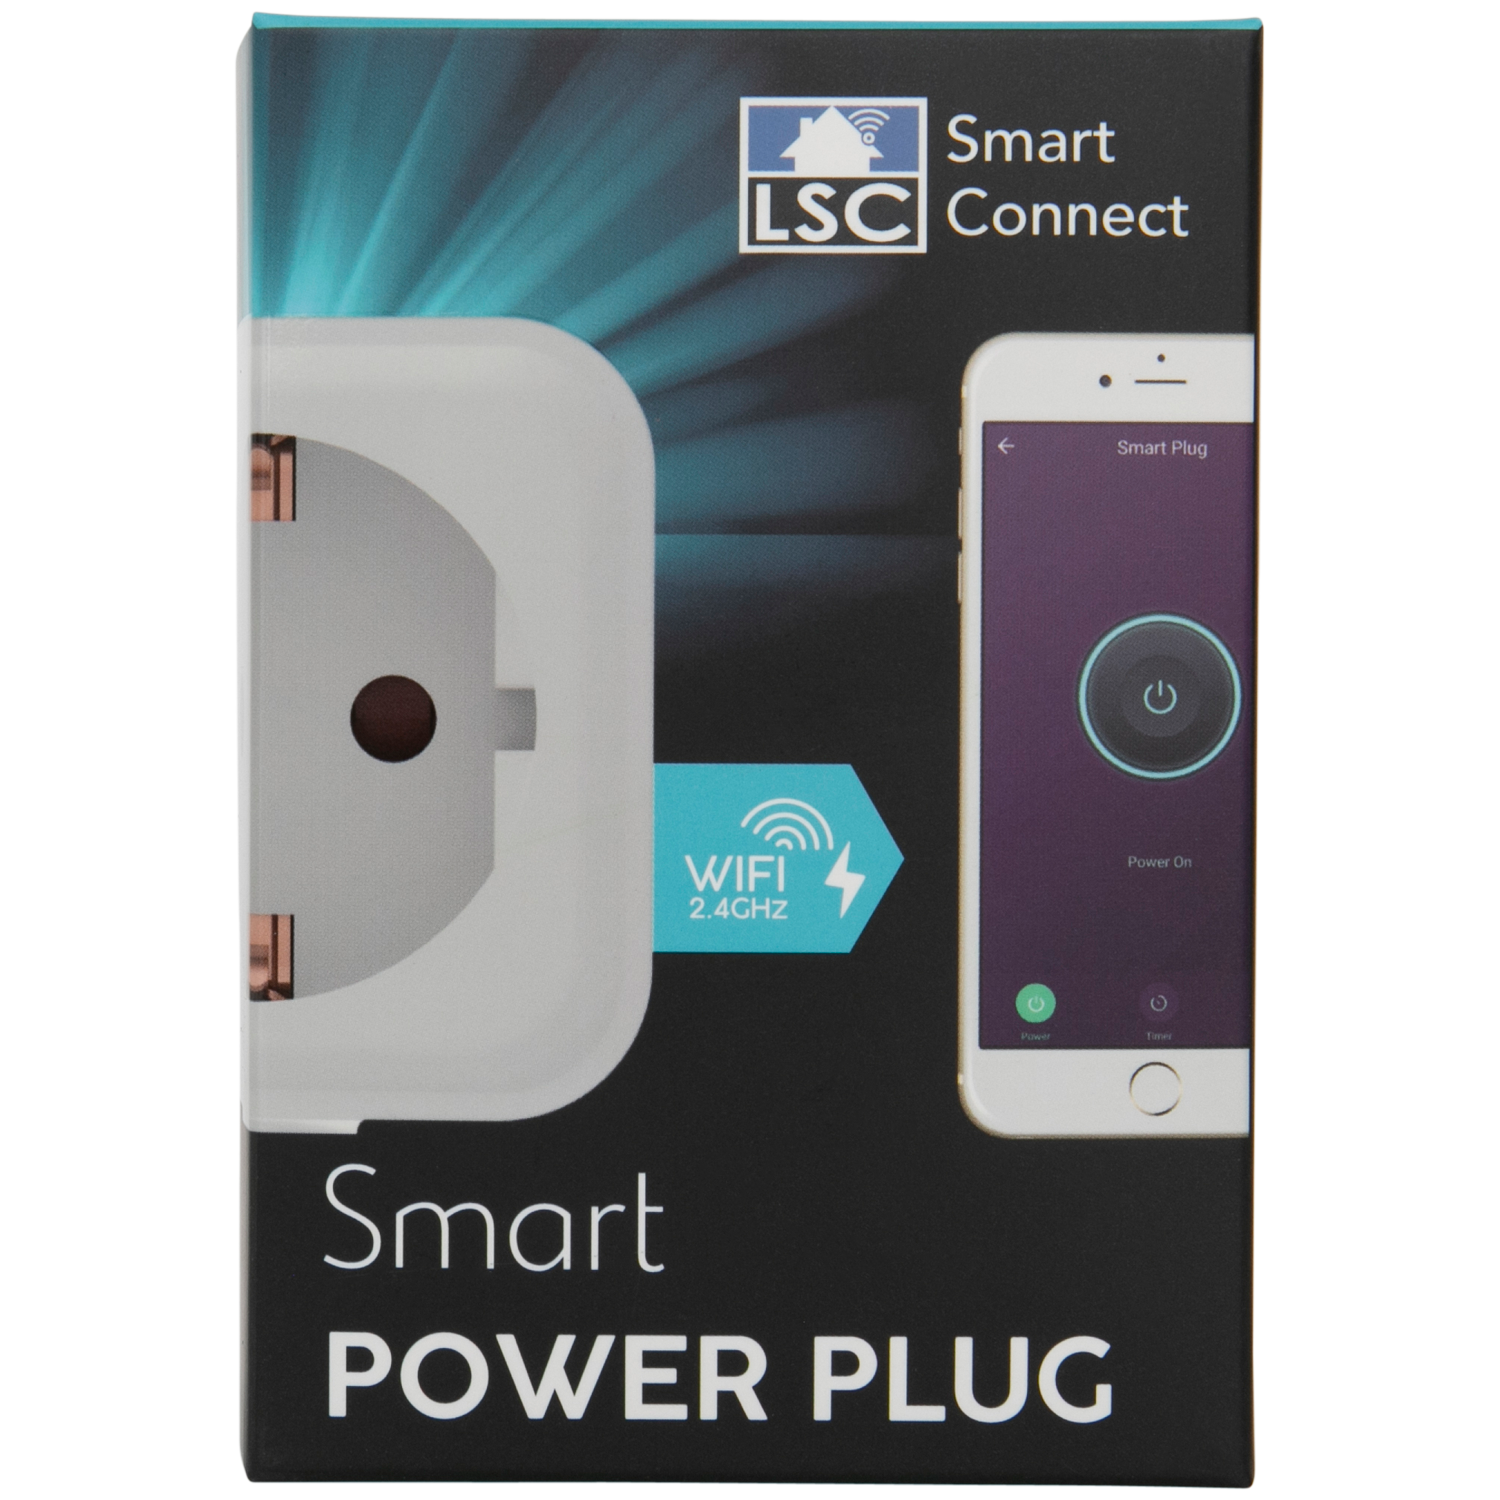 LSC
Smart
Connect
Smart Plug
WIFI
2.4GHZ
Power On
Power
Timer
Smart
POWER PLUG